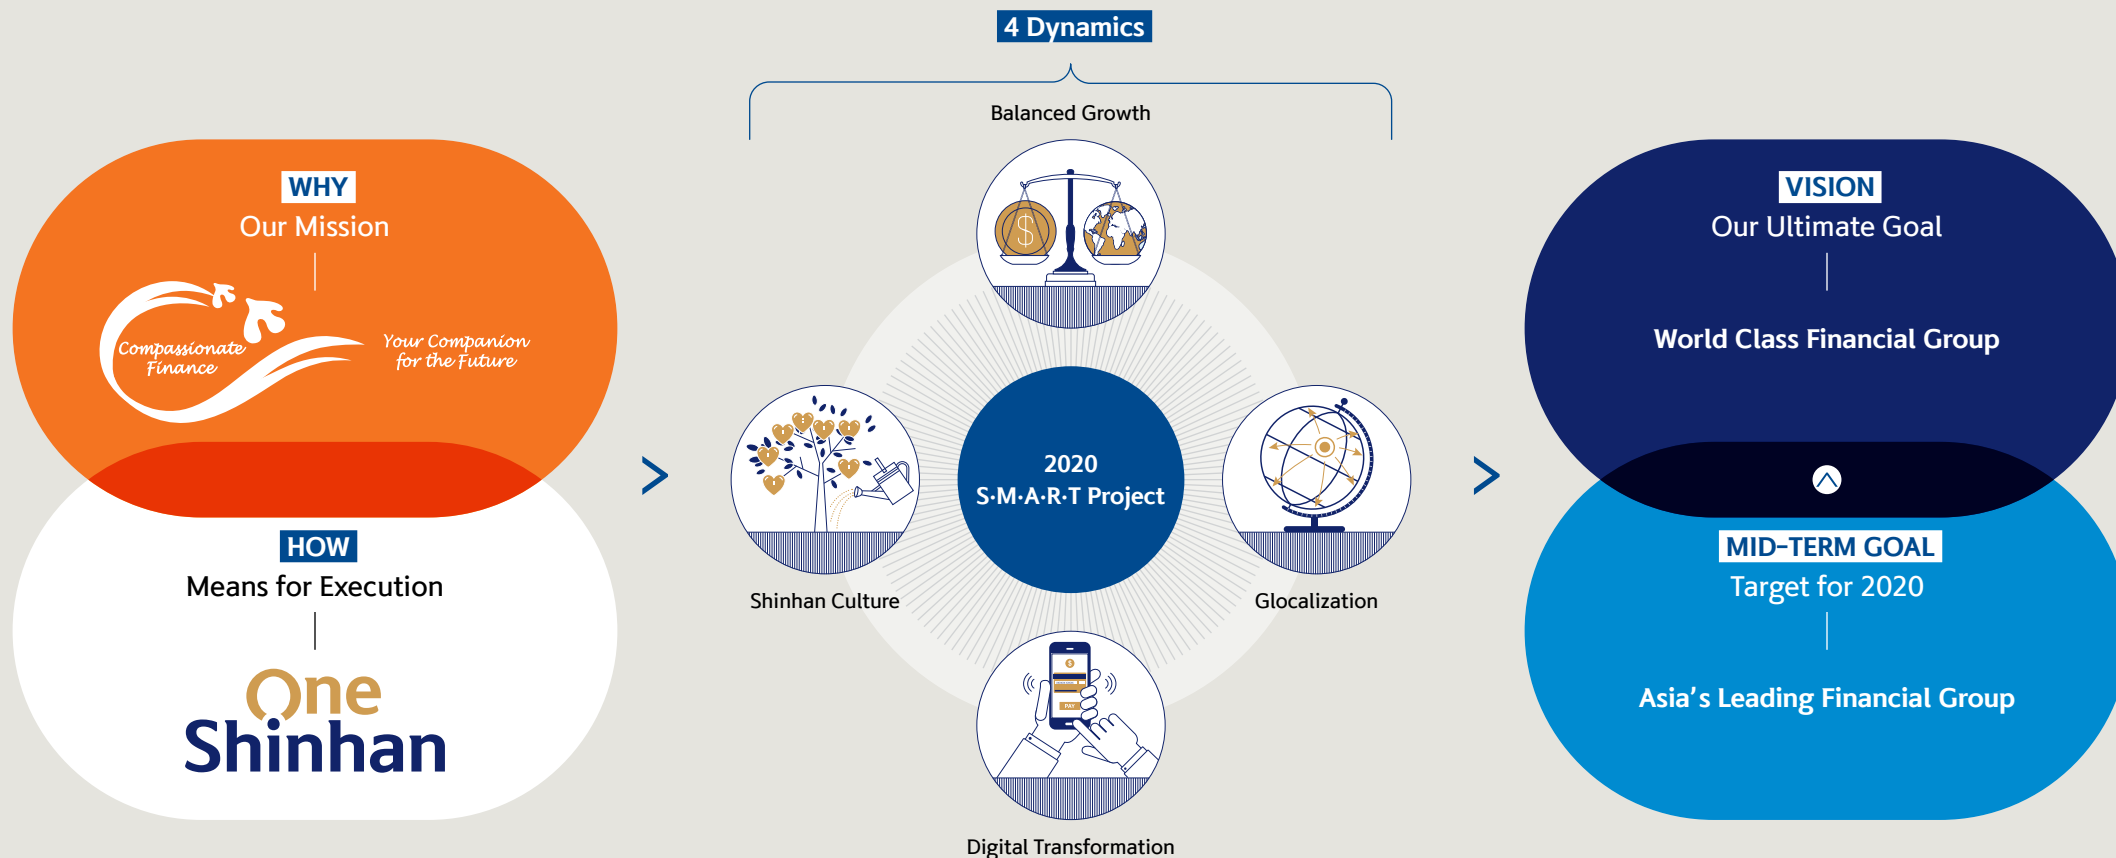 4 Dynamics
Balanced Growth
WHY
Our Mission
Compassionate
Finance
Your Companion
for the Future
HOW
Means for Execution
One
Shinhan
$
2020
S·M·A·R·T Project
Shinhan Culture
Glocalization
$
PAY
Digital Transformation
VISION
Our Ultimate Goal
World Class Financial Group
MID-TERM GOAL
Target for 2020
Asia's Leading Financial Group